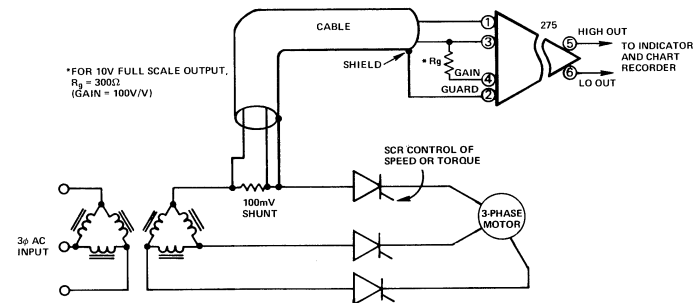 CABLE
275
1
3
4
2
5
6
HIGH OUT
TO INDICATOR
AND CHART
RECORDER
LO OUT
*FOR 10V FULL SCALE OUTPUT,
Rg = 300Ω
(GAIN = 100V/V)
SHIELD
* Rg
GAIN
GUARD
SCR CONTROL OF
SPEED OR TORQUE
100mV
SHUNT
3-PHASE
MOTOR
3ϕ AC
INPUT